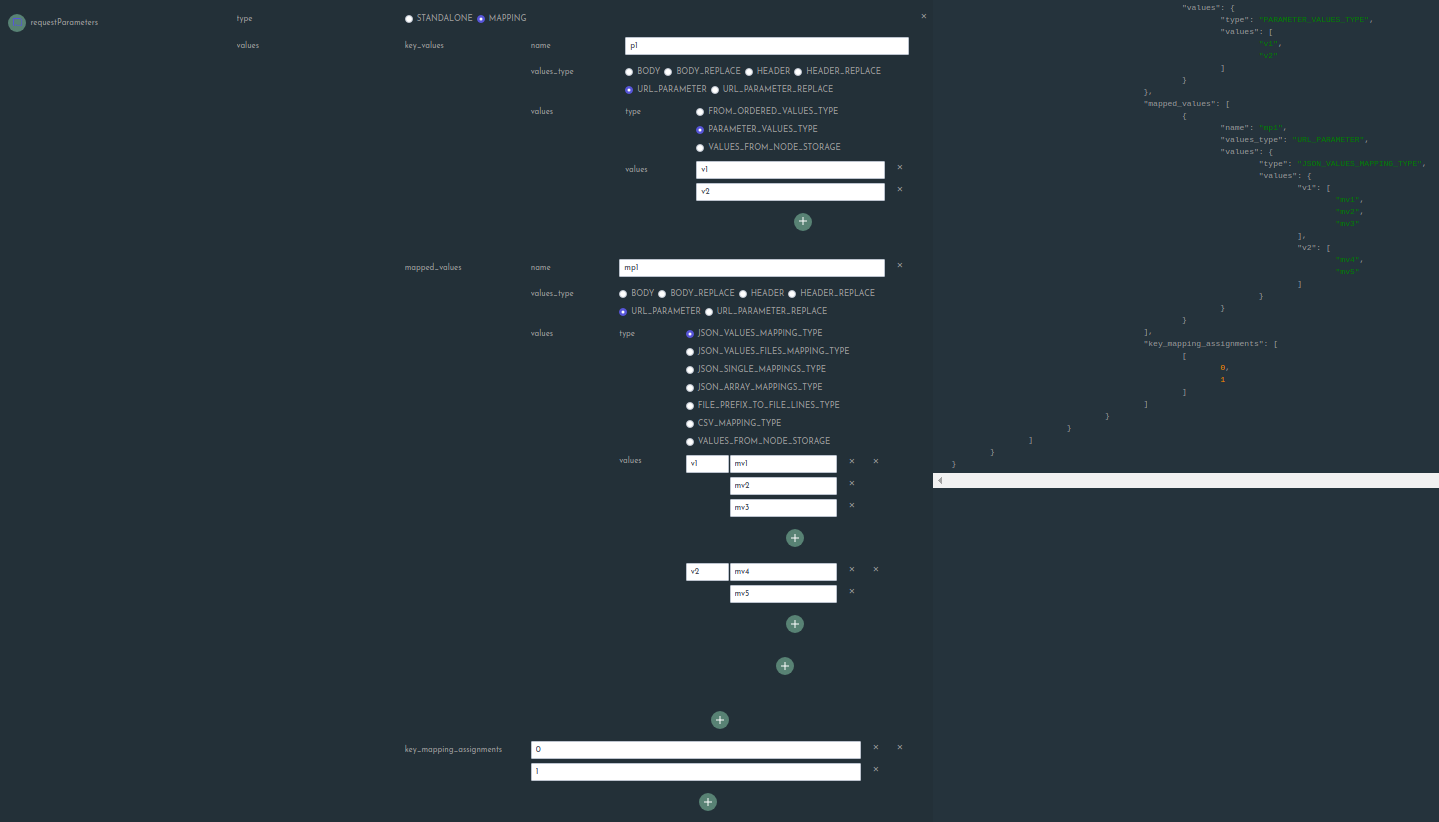 requestParameters
type
STANDALONE MAPPING
×
values
key_values
name
p1
values_type
BODY BODY_REPLACE HEADER HEADER_REPLACE
URL_PARAMETER URL_PARAMETER_REPLACE
values
type
FROM_ORDERED_VALUES_TYPE
PARAMETER_VALUES_TYPE
VALUES_FROM_NODE_STORAGE
values
v1 ×
v2 ×
+
mapped_values
name
mp1 ×
values_type
BODY BODY_REPLACE HEADER HEADER_REPLACE
URL_PARAMETER URL_PARAMETER_REPLACE
values
type
JSON_VALUES_MAPPING_TYPE
JSON_VALUES_FILES_MAPPING_TYPE
JSON_SINGLE_MAPPINGS_TYPE
JSON_ARRAY_MAPPINGS_TYPE
FILE_PREFIX_TO_FILE_LINES_TYPE
CSV_MAPPING_TYPE
VALUES_FROM_NODE_STORAGE
values
v1 mv1 × ×
mv2 ×
mv3 ×
+
v2 mv4 × ×
mv5 ×
+
+
+
key_mapping_assignments
0 × ×
1 ×
+
"values": {
"type": "PARAMETER_VALUES_TYPE",
"values": [
"v1",
"v2"
]
}
},
"mapped_values": [
{
"name": "mp1",
"values_type": "URL_PARAMETER",
"values": {
"type": "JSON_VALUES_MAPPING_TYPE",
"values": {
"v1": [
"mv1",
"mv2",
"mv3"
],
"v2": [
"mv4",
"mv5"
]
}
}
}
],
"key_mapping_assignments": [
[
0,
1
]
]
}
}
]
}
}